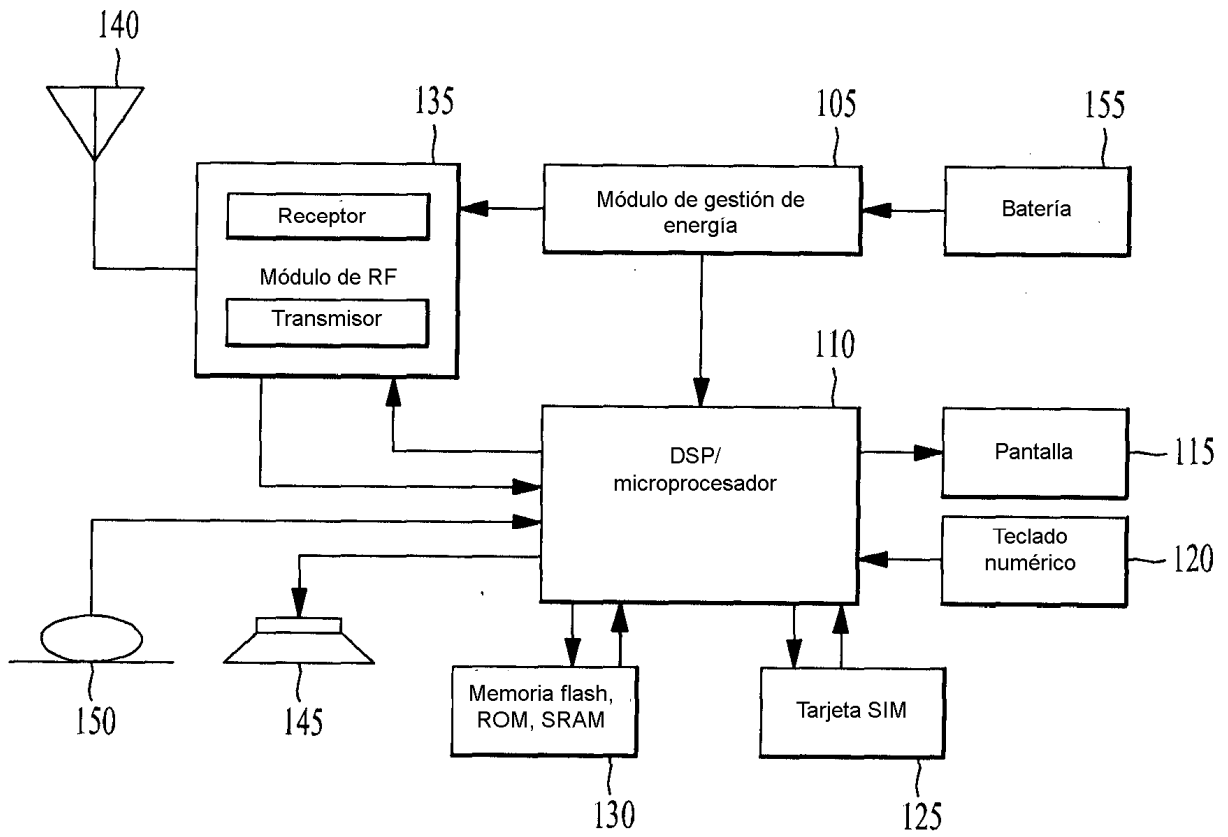 140
135
105
155
Receptor
Módulo de RF
Transmisor
Módulo de gestión de
energía
Batería
110
DSP/
microprocesador
Pantalla
115
Teclado
numérico
120
150
145
Memoria flash,
ROM, SRAM
130
Tarjeta SIM
125